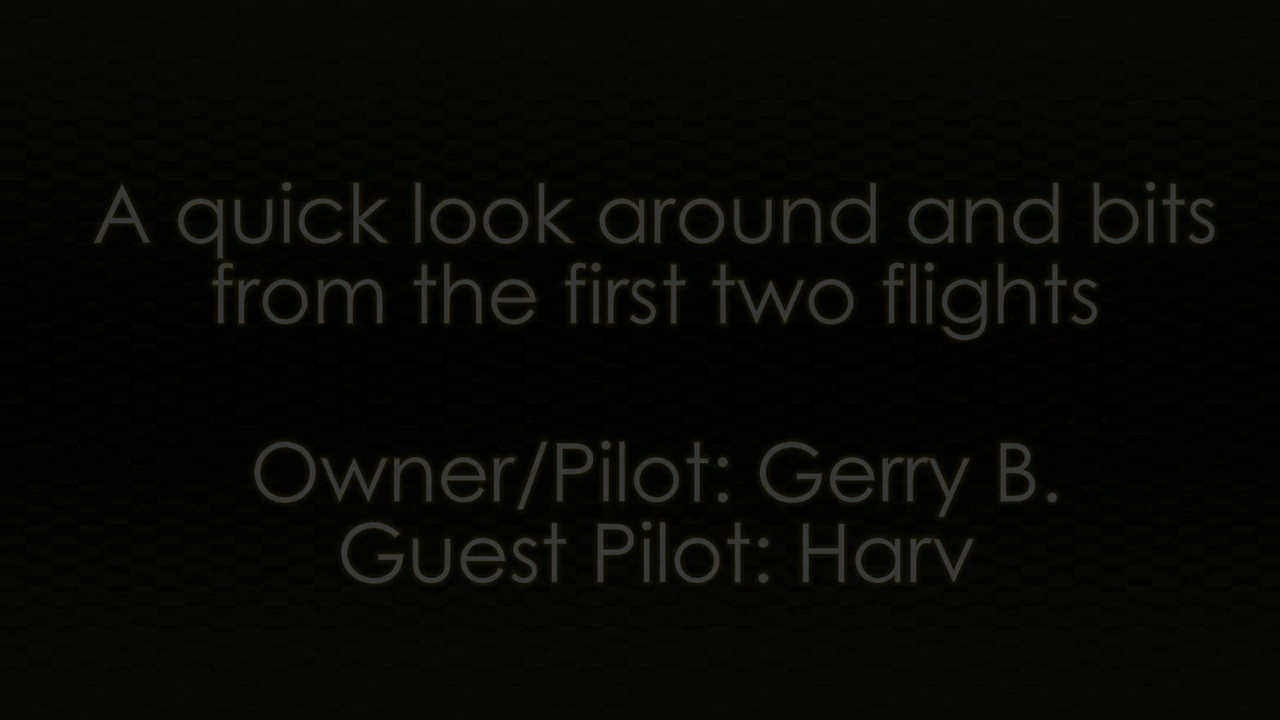 A quick look around and bits
from the first two flights
Owner/Pilot: Gerry B.
Guest Pilot: Harv